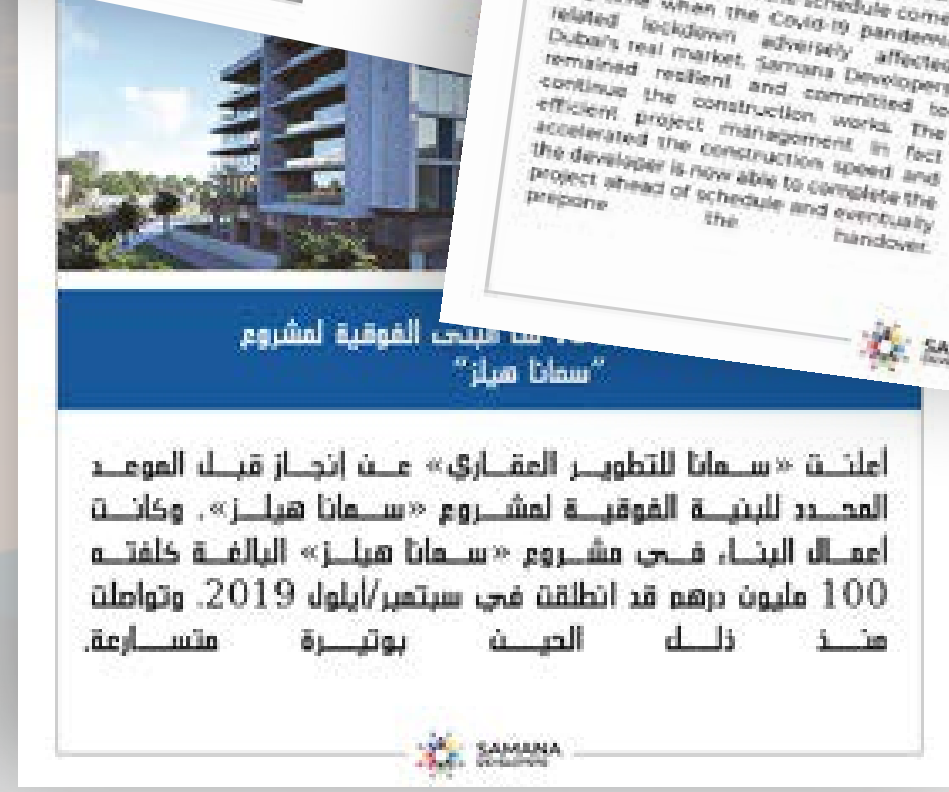 schedule
when the Covid-19
related lockdown adversely affected
Dubai's real market. Samana Developers
remained resilient and committed to
continue the construction works. The
efficient project management in fact
accelerated the construction speed and
the developer is now able to complete the
project ahead of schedule and eventually
prepone the handover.
الفوقية لمشروع
"سمانا هيلز"
أعلنت «سمانا للتطوير العقاري» عن إنجاز قبل الموعد
المحدد للبنية الفوقية لمشروع «سمانا هيلز». وكانت
أعمال البناء في مشروع «سمانا هيلز» البالغة كلفته
100 مليون درهم قد انطلقت في سبتمبر/أيلول 2019. وتواصلت
منذ ذلك الحين بوتيرة متسارعة.
SAMANA
DEVELOPERS